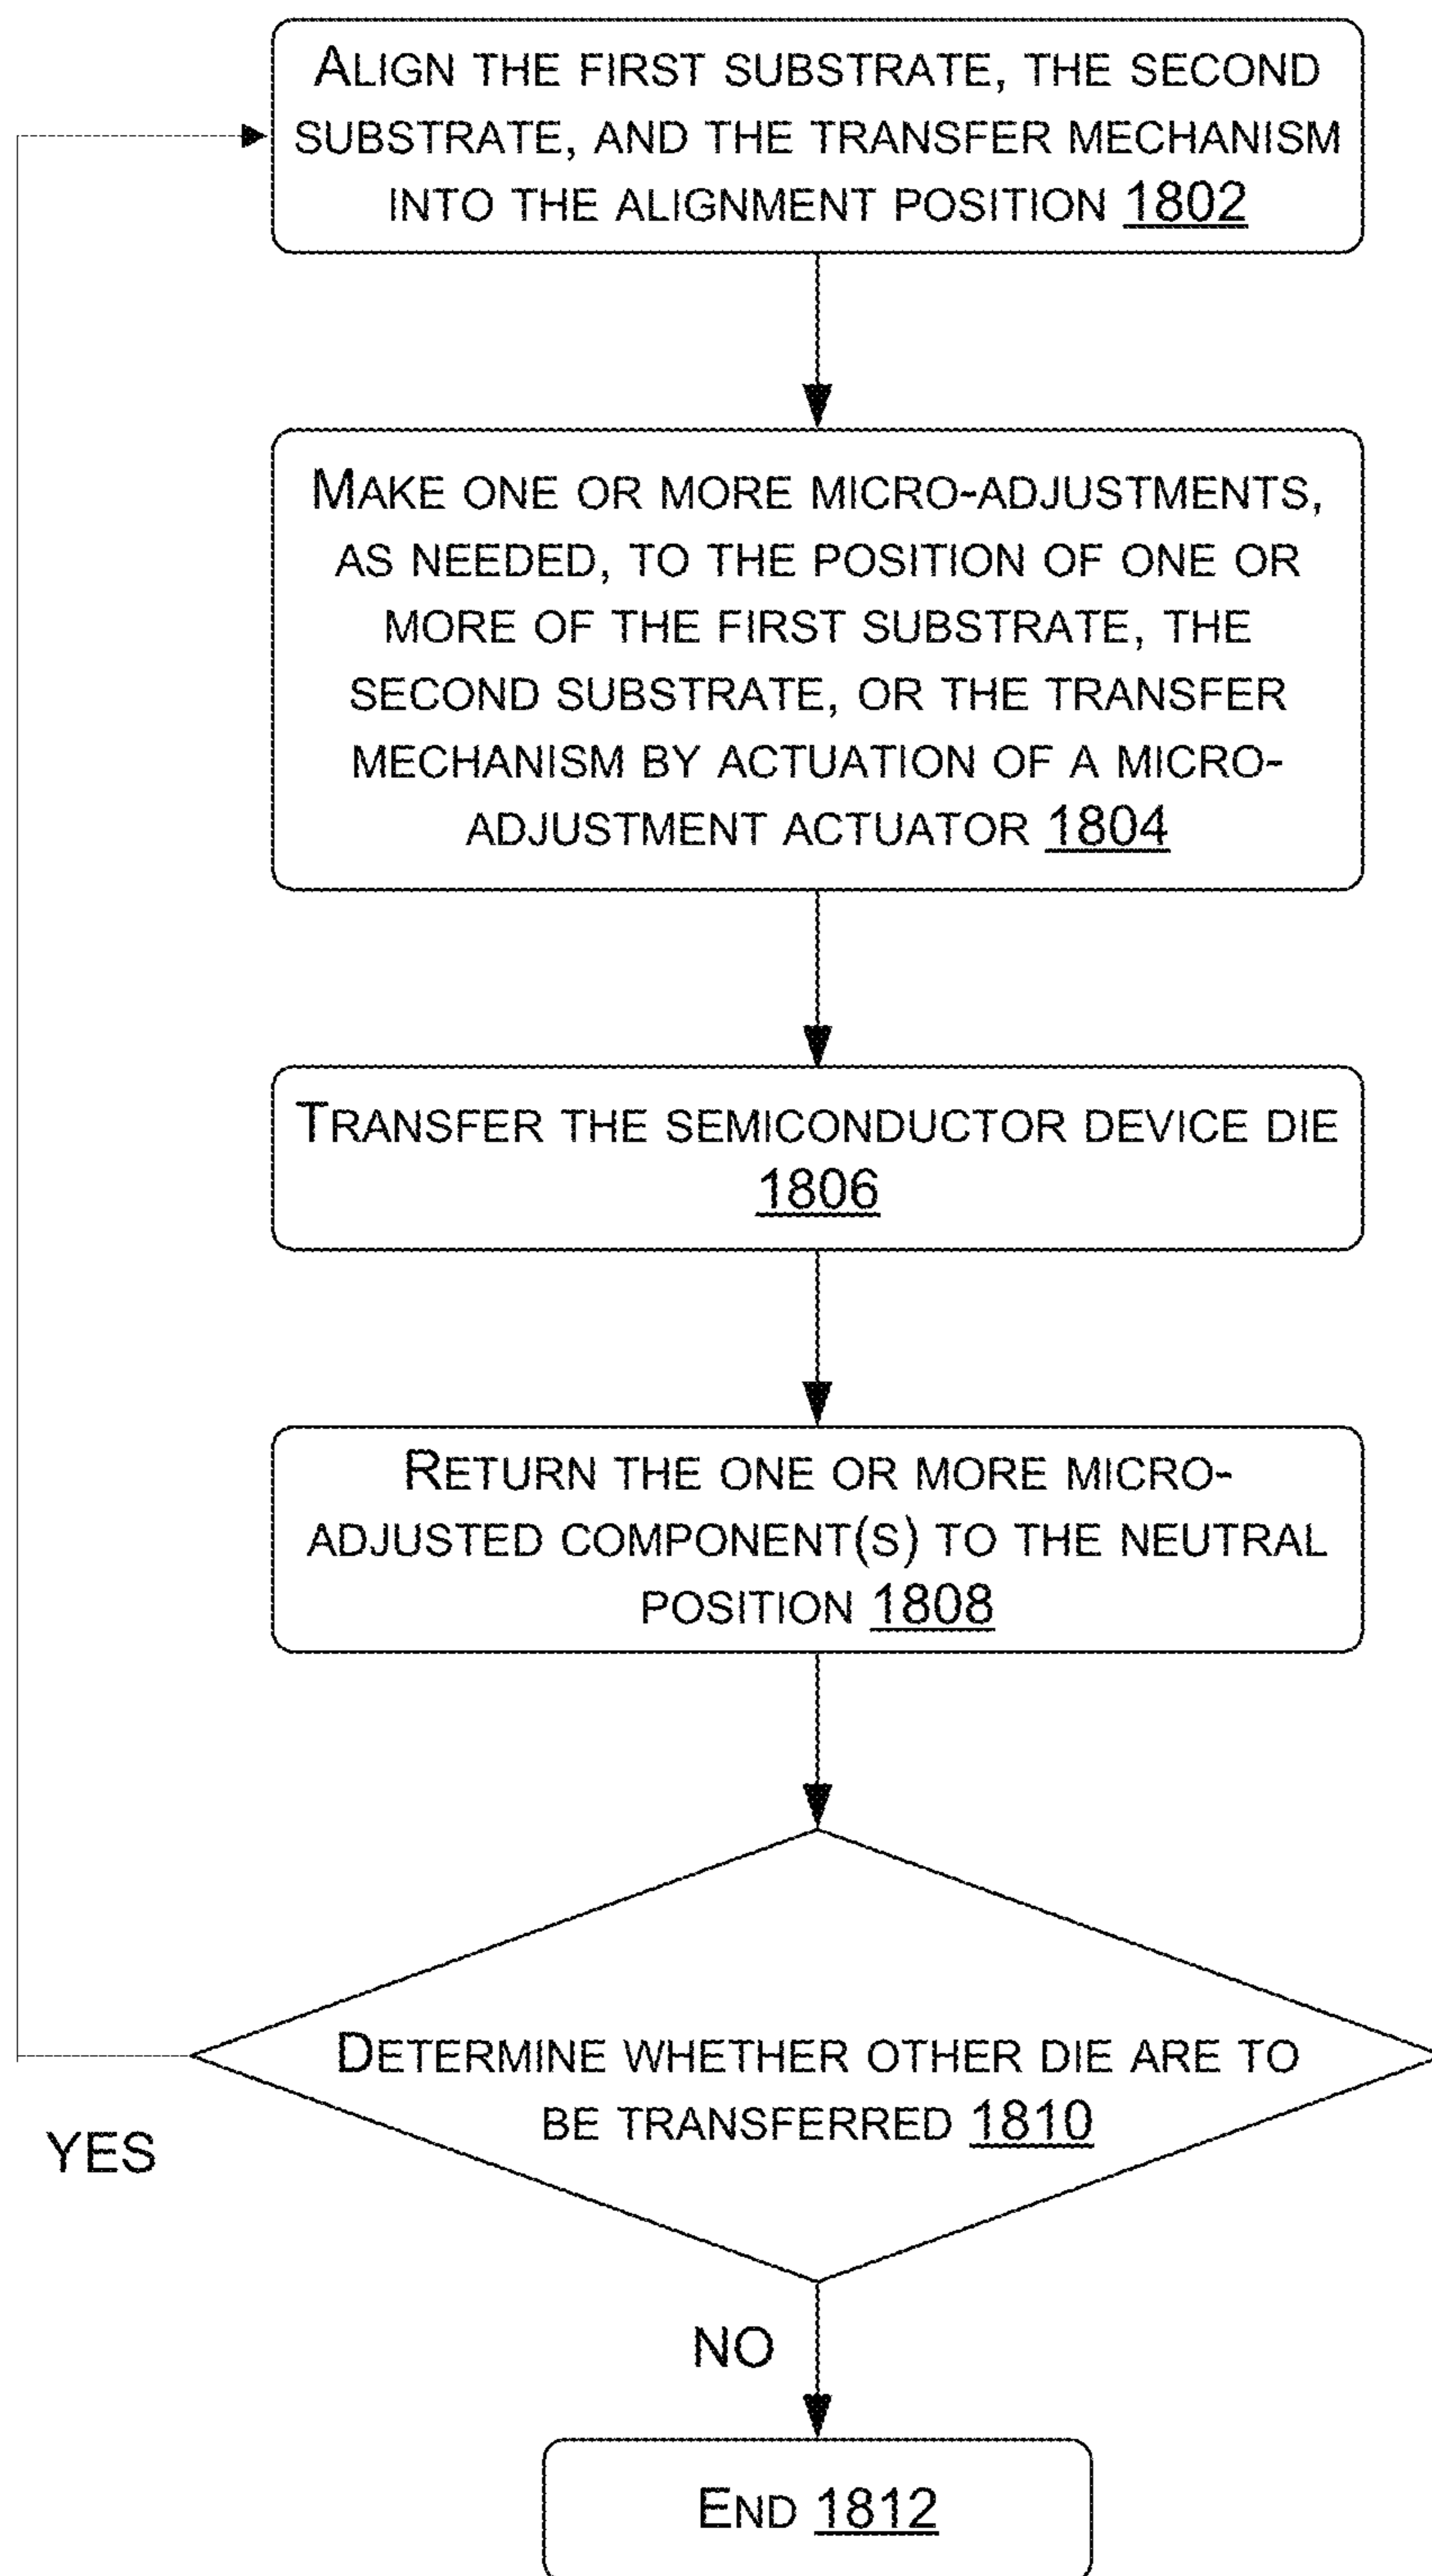 ALIGN THE FIRST SUBSTRATE, THE SECOND
SUBSTRATE, AND THE TRANSFER MECHANISM
INTO THE ALIGNMENT POSITION 1802
MAKE ONE OR MORE MICRO-ADJUSTMENTS,
AS NEEDED, TO THE POSITION OF ONE OR
MORE OF THE FIRST SUBSTRATE, THE
SECOND SUBSTRATE, OR THE TRANSFER
MECHANISM BY ACTUATION OF A MICRO-
ADJUSTMENT ACTUATOR 1804
TRANSFER THE SEMICONDUCTOR DEVICE DIE
1806
RETURN THE ONE OR MORE MICRO-
ADJUSTED COMPONENT(S) TO THE NEUTRAL
POSITION 1808
DETERMINE WHETHER OTHER DIE ARE TO
BE TRANSFERRED 1810
YES
NO
END 1812